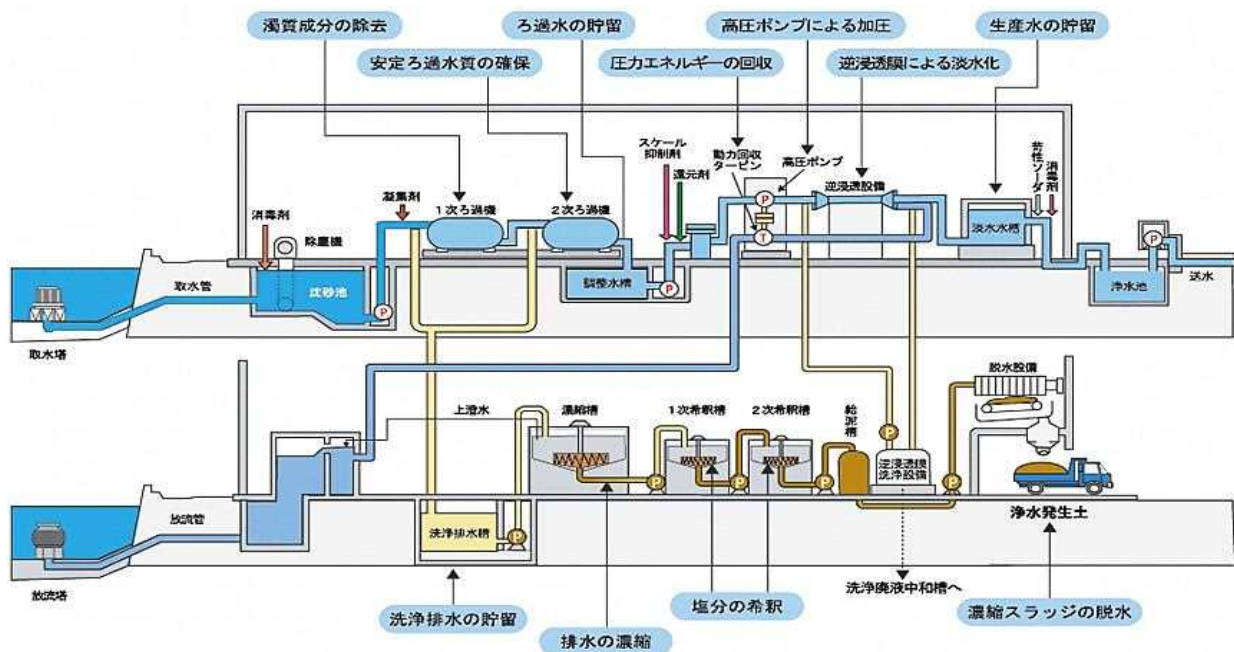 濁質成分の除去
ろ過水の貯留
高圧ポンプによる加圧
生産水の貯留
安定ろ過水質の確保
圧力エネルギーの回収
逆浸透膜による淡水化
スケール
抑制剤
還元剤
動力回収
タービン
高圧ポンプ
逆浸透設備
苛性ソーダ
消毒剤
消毒剤
除塵機
凝集剤
1次ろ過機
2次ろ過機
P
T
淡水水槽
P
取水管
沈砂池
P
調整水槽
P
浄水池
送水
取水塔
脱水設備
上澄水
濃縮槽
1次希釈槽
2次希釈槽
給泥槽
P
P
P
P
P
逆浸透膜
洗浄設備
放流管
洗浄排水槽
P
浄水発生土
放流塔
洗浄廃液中和槽へ
洗浄排水の貯留
排水の濃縮
塩分の希釈
濃縮スラッジの脱水